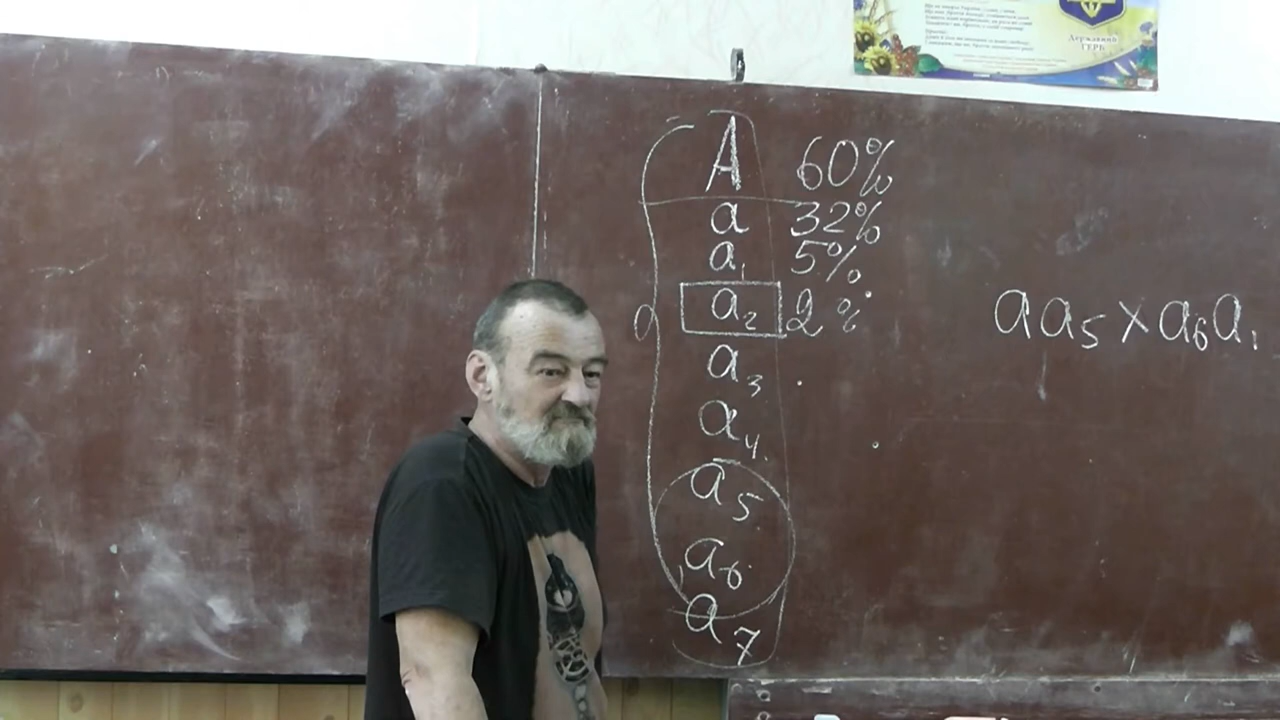 Державний
ГЕРБ
A 60%
a 32%
a₁ 5%
a₂ 2%
a₃
a₄
a₅
a₆
a₇
aa₅ x a₆a₁